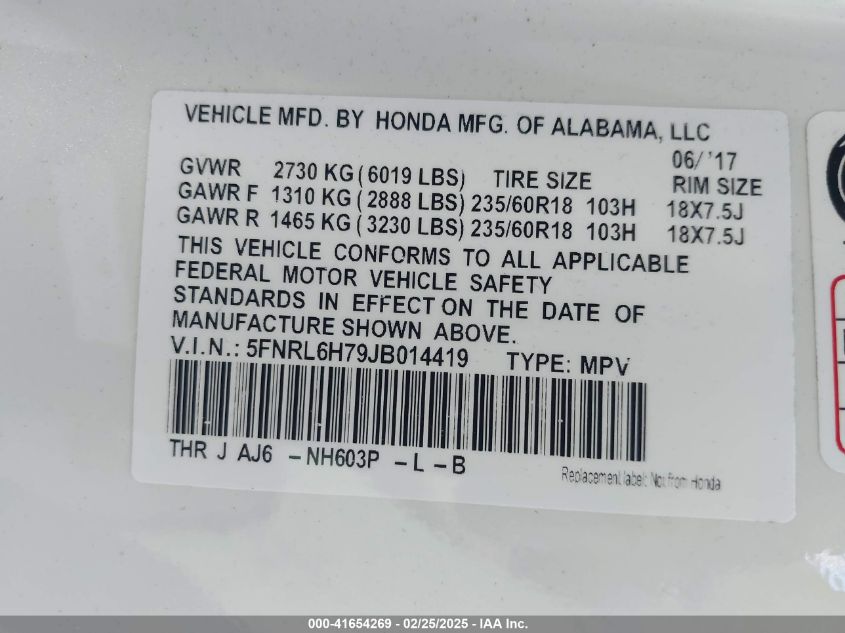 VEHICLE MFD. BY HONDA MFG. OF ALABAMA, LLC
06/ '17
GVWR 2730 KG ( 6019 LBS) TIRE SIZE RIM SIZE
GAWR F 1310 KG ( 2888 LBS) 235/60R18 103H 18X7.5J
GAWR R 1465 KG ( 3230 LBS) 235/60R18 103H 18X7.5J
THIS VEHICLE CONFORMS TO ALL APPLICABLE
FEDERAL MOTOR VEHICLE SAFETY
STANDARDS IN EFFECT ON THE DATE OF
MANUFACTURE SHOWN ABOVE.
V.I.N.: 5FNRL6H79JB014419 TYPE: MPV
THR J AJ6 -NH603P -L-B
Replacement label: Not from Honda
000-41654269 - 02/25/2025 - IAA Inc.